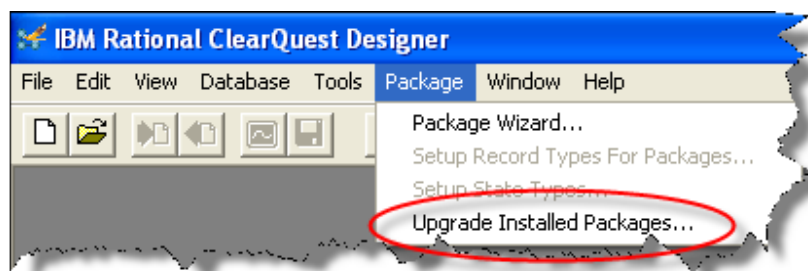 IBM Rational ClearQuest Designer
File Edit View Database Tools Package Window Help
Package Wizard...
Setup Record Types For Packages...
Setup State Types...
Upgrade Installed Packages...